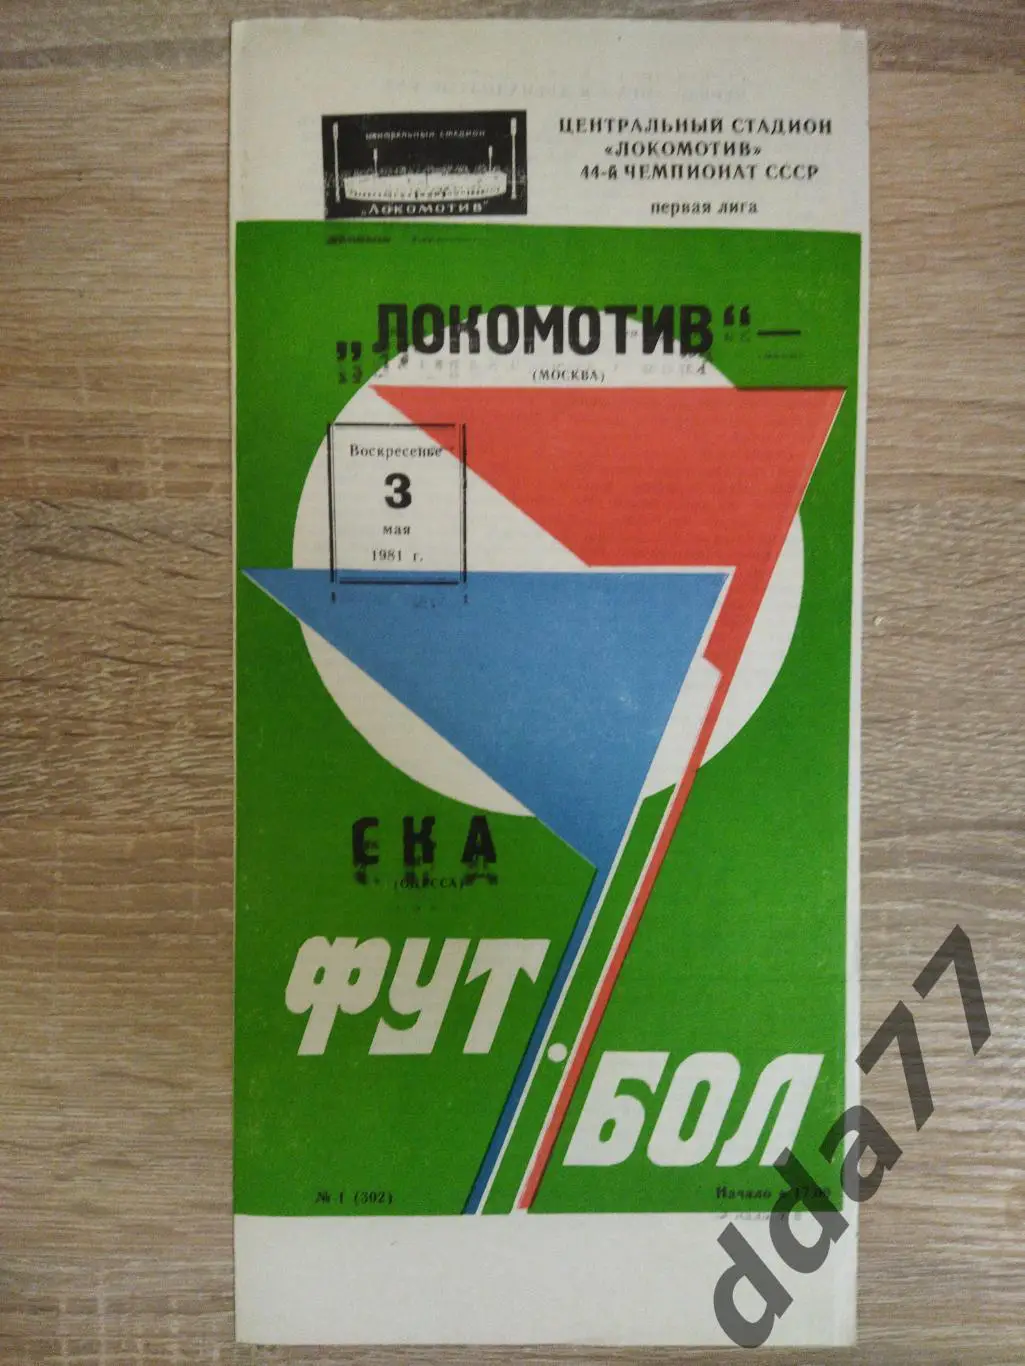 центральный стадион
„ЛОКОМОТИВ"
ЦЕНТРАЛЬНЫЙ СТАДИОН
«ЛОКОМОТИВ»
44-й ЧЕМПИОНАТ СССР
первая лига
„ЛОКОМОТИВ“—
(МОСКВА)
Воскресенье
3
мая
1981 г.
СКА
(ОДЕССА)
ФУТ
БОЛ
№ 1 (302)
Начало в 17.00
dda77